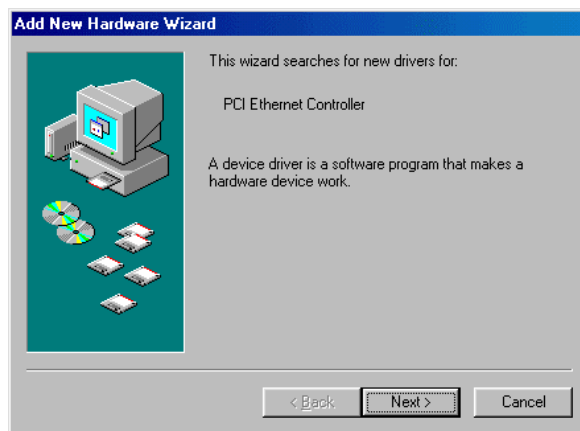 Add New Hardware Wizard
This wizard searches for new drivers for:
PCI Ethernet Controller
A device driver is a software program that makes a
hardware device work.
< Back
Next >
Cancel